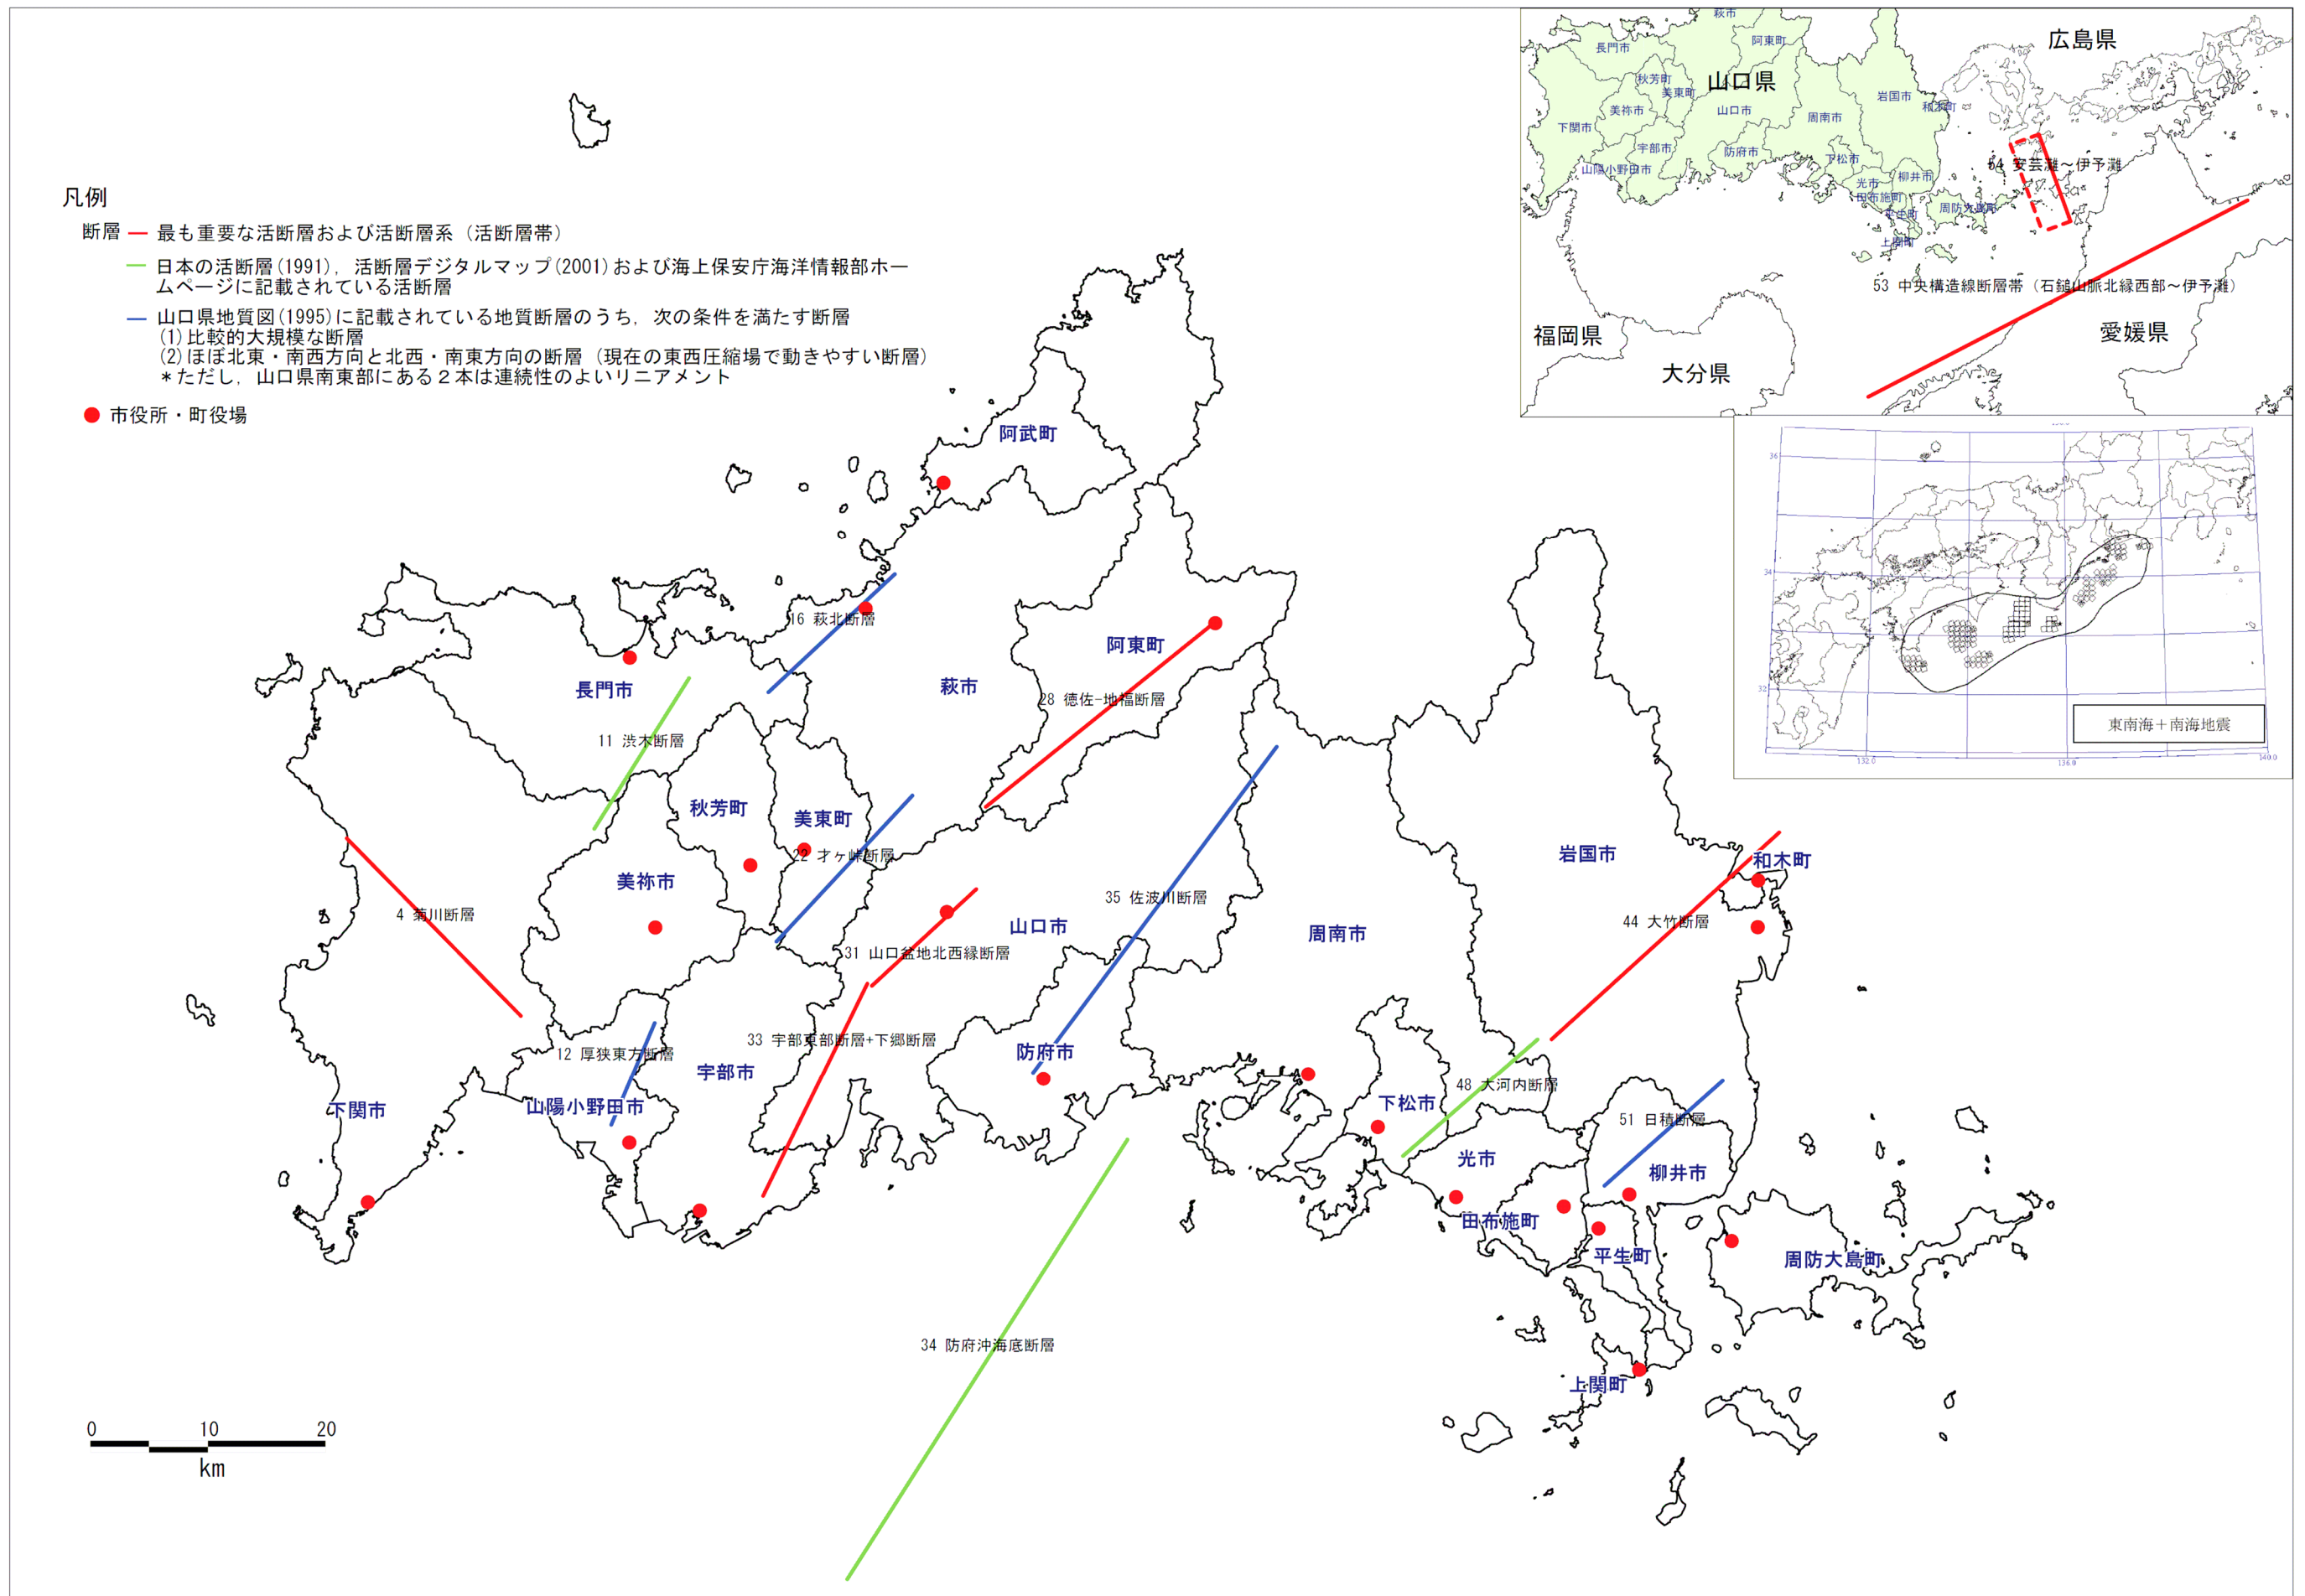 凡例
断層 最も重要な活断層および活断層系（活断層帯）
日本の活断層(1991)，活断層デジタルマップ(2001)および海上保安庁海洋情報部ホー
ムページに記載されている活断層
山口県地質図(1995)に記載されている地質断層のうち，次の条件を満たす断層
(1)比較的大規模な断層
(2)ほぼ北東・南西方向と北西・南東方向の断層（現在の東西圧縮場で動きやすい断層）
＊ただし，山口県南東部にある２本は連続性のよいリニアメント
市役所・町役場
萩市
長門市
阿東町
広島県
秋芳町
山口県
美東町
岩国市
和木町
美祢市
山口市
周南市
下関市
宇部市
防府市
下松市
54 安芸灘～伊予灘
山陽小野田市
光市
柳井市
田布施町
周防大島町
平生町
上関町
53 中央構造線断層帯（石鎚山脈北縁西部～伊予灘）
福岡県
愛媛県
大分県
36
34
32
132.0
136.0
140.0
東南海＋南海地震
阿武町
16 萩北断層
阿東町
長門市
萩市
28 徳佐-地福断層
11 渋木断層
秋芳町
美東町
22 才ヶ峠断層
岩国市
和木町
美祢市
35 佐波川断層
4 菊川断層
山口市
周南市
44 大竹断層
31 山口盆地北西縁断層
33 宇部東部断層+下郷断層
12 厚狭東方断層
防府市
宇部市
48 大河内断層
下関市
山陽小野田市
下松市
51 日積断層
光市
柳井市
田布施町
平生町
周防大島町
34 防府沖海底断層
上関町
0 10 20
km